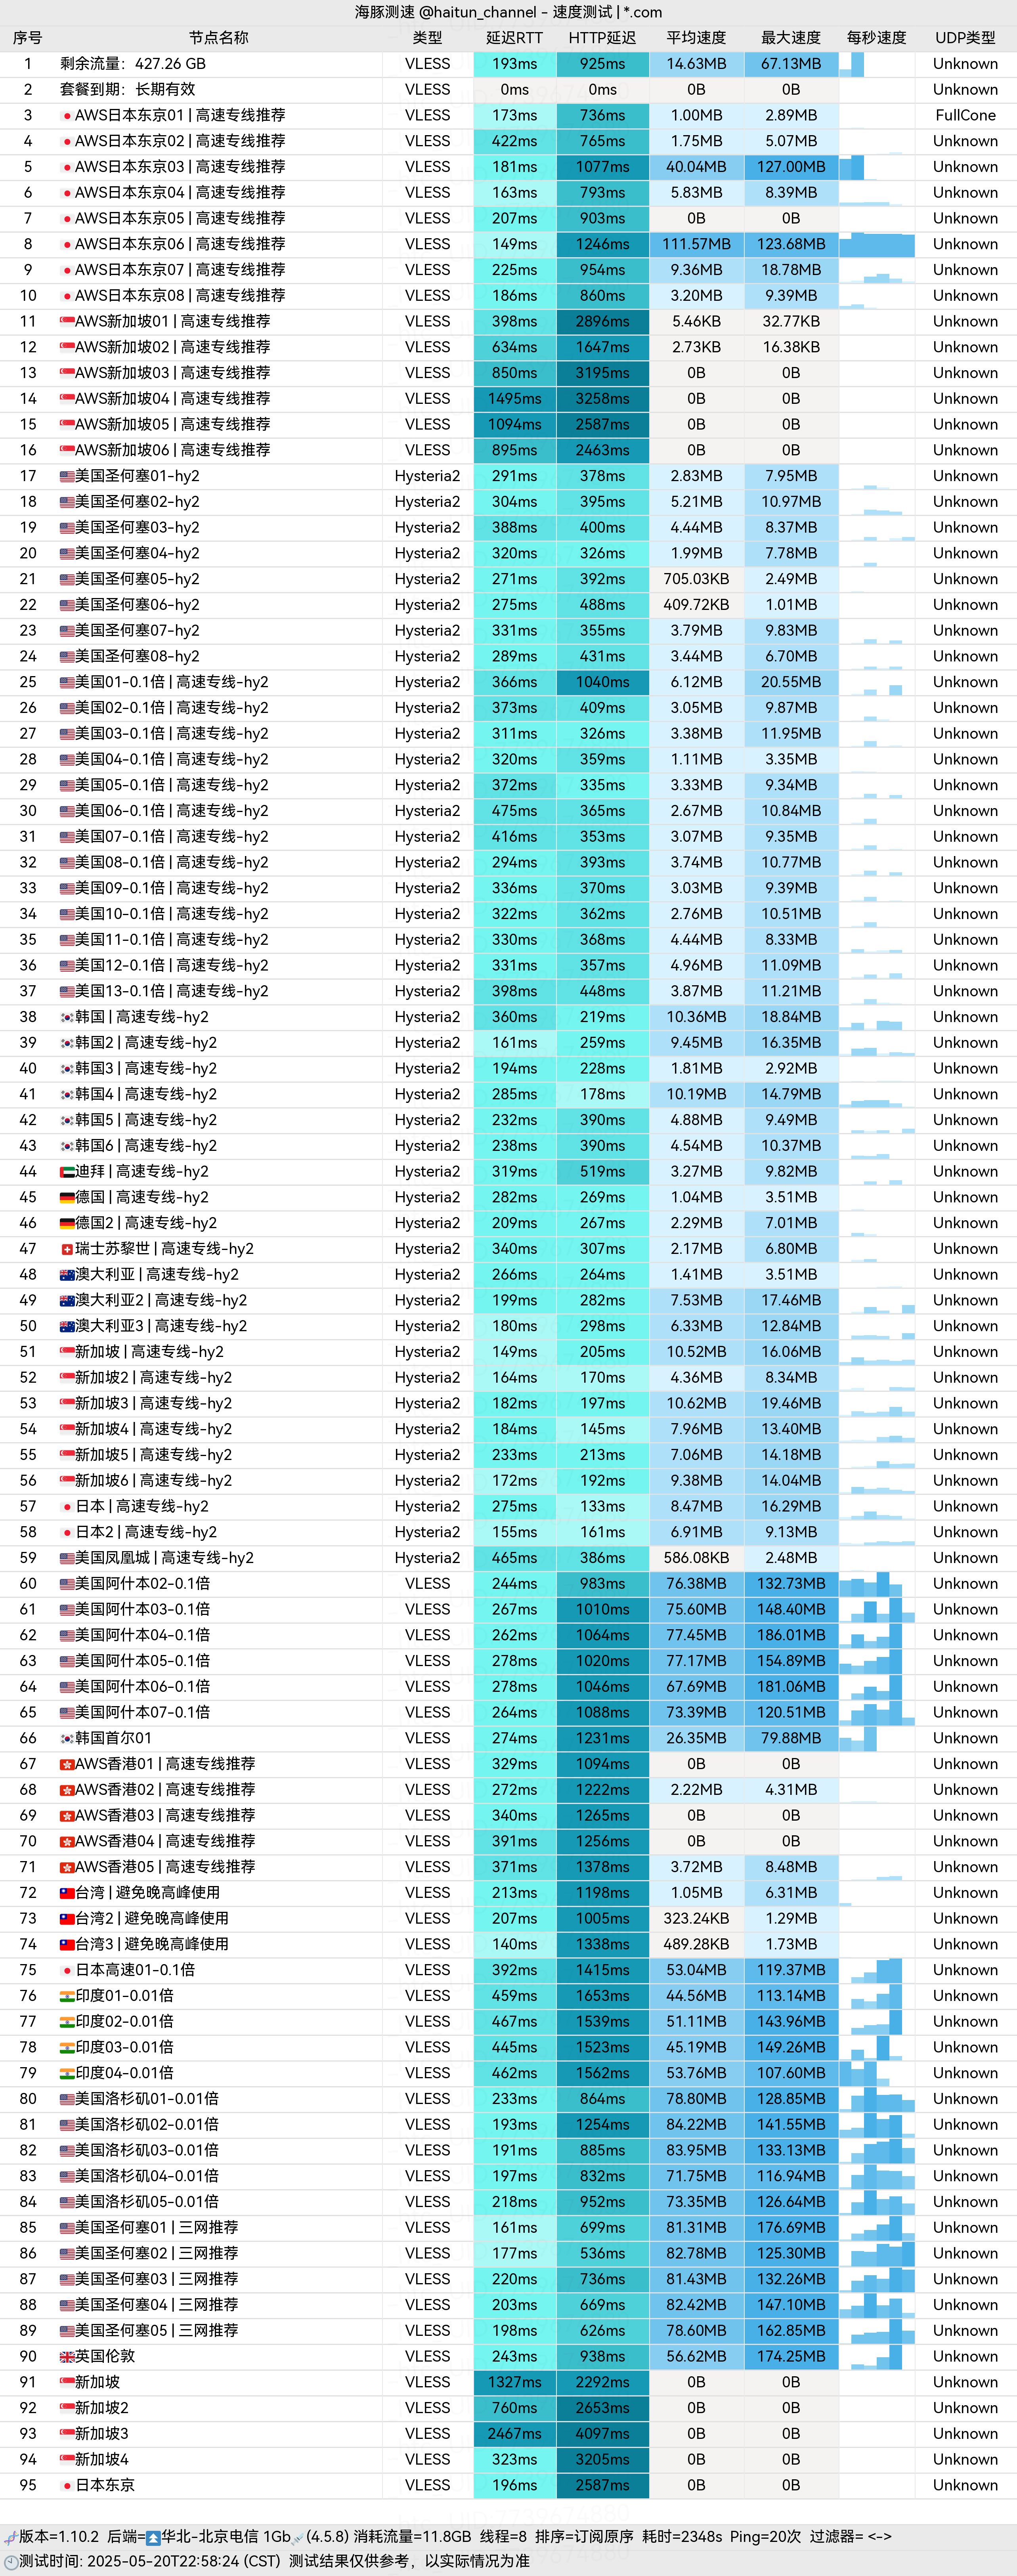 海豚测速 @haitun_channel - 速度测试 | *.com
序号 节点名称 类型 延迟RTT HTTP延迟 平均速度 最大速度 每秒速度 UDP类型
1 剩余流量：427.26 GB VLESS 193ms 925ms 14.63MB 67.13MB Unknown
2 套餐到期：长期有效 VLESS 0ms 0ms 0B 0B Unknown
3 AWS日本东京01 | 高速专线推荐 VLESS 173ms 736ms 1.00MB 2.89MB FullCone
4 AWS日本东京02 | 高速专线推荐 VLESS 422ms 765ms 1.75MB 5.07MB Unknown
5 AWS日本东京03 | 高速专线推荐 VLESS 181ms 1077ms 40.04MB 127.00MB Unknown
6 AWS日本东京04 | 高速专线推荐 VLESS 163ms 793ms 5.83MB 8.39MB Unknown
7 AWS日本东京05 | 高速专线推荐 VLESS 207ms 903ms 0B 0B Unknown
8 AWS日本东京06 | 高速专线推荐 VLESS 149ms 1246ms 111.57MB 123.68MB Unknown
9 AWS日本东京07 | 高速专线推荐 VLESS 225ms 954ms 9.36MB 18.78MB Unknown
10 AWS日本东京08 | 高速专线推荐 VLESS 186ms 860ms 3.20MB 9.39MB Unknown
11 AWS新加坡01 | 高速专线推荐 VLESS 398ms 2896ms 5.46KB 32.77KB Unknown
12 AWS新加坡02 | 高速专线推荐 VLESS 634ms 1647ms 2.73KB 16.38KB Unknown
13 AWS新加坡03 | 高速专线推荐 VLESS 850ms 3195ms 0B 0B Unknown
14 AWS新加坡04 | 高速专线推荐 VLESS 1495ms 3258ms 0B 0B Unknown
15 AWS新加坡05 | 高速专线推荐 VLESS 1094ms 2587ms 0B 0B Unknown
16 AWS新加坡06 | 高速专线推荐 VLESS 895ms 2463ms 0B 0B Unknown
17 美国圣何塞01-hy2 Hysteria2 291ms 378ms 2.83MB 7.95MB Unknown
18 美国圣何塞02-hy2 Hysteria2 304ms 395ms 5.21MB 10.97MB Unknown
19 美国圣何塞03-hy2 Hysteria2 388ms 400ms 4.44MB 8.37MB Unknown
20 美国圣何塞04-hy2 Hysteria2 320ms 326ms 1.99MB 7.78MB Unknown
21 美国圣何塞05-hy2 Hysteria2 271ms 392ms 705.03KB 2.49MB Unknown
22 美国圣何塞06-hy2 Hysteria2 275ms 488ms 409.72KB 1.01MB Unknown
23 美国圣何塞07-hy2 Hysteria2 331ms 355ms 3.79MB 9.83MB Unknown
24 美国圣何塞08-hy2 Hysteria2 289ms 431ms 3.44MB 6.70MB Unknown
25 美国01-0.1倍 | 高速专线-hy2 Hysteria2 366ms 1040ms 6.12MB 20.55MB Unknown
26 美国02-0.1倍 | 高速专线-hy2 Hysteria2 373ms 409ms 3.05MB 9.87MB Unknown
27 美国03-0.1倍 | 高速专线-hy2 Hysteria2 311ms 326ms 3.38MB 11.95MB Unknown
28 美国04-0.1倍 | 高速专线-hy2 Hysteria2 320ms 359ms 1.11MB 3.35MB Unknown
29 美国05-0.1倍 | 高速专线-hy2 Hysteria2 372ms 335ms 3.33MB 9.34MB Unknown
30 美国06-0.1倍 | 高速专线-hy2 Hysteria2 475ms 365ms 2.67MB 10.84MB Unknown
31 美国07-0.1倍 | 高速专线-hy2 Hysteria2 416ms 353ms 3.07MB 9.35MB Unknown
32 美国08-0.1倍 | 高速专线-hy2 Hysteria2 294ms 393ms 3.74MB 10.77MB Unknown
33 美国09-0.1倍 | 高速专线-hy2 Hysteria2 336ms 370ms 3.03MB 9.39MB Unknown
34 美国10-0.1倍 | 高速专线-hy2 Hysteria2 322ms 362ms 2.76MB 10.51MB Unknown
35 美国11-0.1倍 | 高速专线-hy2 Hysteria2 330ms 368ms 4.44MB 8.33MB Unknown
36 美国12-0.1倍 | 高速专线-hy2 Hysteria2 331ms 357ms 4.96MB 11.09MB Unknown
37 美国13-0.1倍 | 高速专线-hy2 Hysteria2 398ms 448ms 3.87MB 11.21MB Unknown
38 韩国 | 高速专线-hy2 Hysteria2 360ms 219ms 10.36MB 18.84MB Unknown
39 韩国2 | 高速专线-hy2 Hysteria2 161ms 259ms 9.45MB 16.35MB Unknown
40 韩国3 | 高速专线-hy2 Hysteria2 194ms 228ms 1.81MB 2.92MB Unknown
41 韩国4 | 高速专线-hy2 Hysteria2 285ms 178ms 10.19MB 14.79MB Unknown
42 韩国5 | 高速专线-hy2 Hysteria2 232ms 390ms 4.88MB 9.49MB Unknown
43 韩国6 | 高速专线-hy2 Hysteria2 238ms 390ms 4.54MB 10.37MB Unknown
44 迪拜 | 高速专线-hy2 Hysteria2 319ms 519ms 3.27MB 9.82MB Unknown
45 德国 | 高速专线-hy2 Hysteria2 282ms 269ms 1.04MB 3.51MB Unknown
46 德国2 | 高速专线-hy2 Hysteria2 209ms 267ms 2.29MB 7.01MB Unknown
47 瑞士苏黎世 | 高速专线-hy2 Hysteria2 340ms 307ms 2.17MB 6.80MB Unknown
48 澳大利亚 | 高速专线-hy2 Hysteria2 266ms 264ms 1.41MB 3.51MB Unknown
49 澳大利亚2 | 高速专线-hy2 Hysteria2 199ms 282ms 7.53MB 17.46MB Unknown
50 澳大利亚3 | 高速专线-hy2 Hysteria2 180ms 298ms 6.33MB 12.84MB Unknown
51 新加坡 | 高速专线-hy2 Hysteria2 149ms 205ms 10.52MB 16.06MB Unknown
52 新加坡2 | 高速专线-hy2 Hysteria2 164ms 170ms 4.36MB 8.34MB Unknown
53 新加坡3 | 高速专线-hy2 Hysteria2 182ms 197ms 10.62MB 19.46MB Unknown
54 新加坡4 | 高速专线-hy2 Hysteria2 184ms 145ms 7.96MB 13.40MB Unknown
55 新加坡5 | 高速专线-hy2 Hysteria2 233ms 213ms 7.06MB 14.18MB Unknown
56 新加坡6 | 高速专线-hy2 Hysteria2 172ms 192ms 9.38MB 14.04MB Unknown
57 日本 | 高速专线-hy2 Hysteria2 275ms 133ms 8.47MB 16.29MB Unknown
58 日本2 | 高速专线-hy2 Hysteria2 155ms 161ms 6.91MB 9.13MB Unknown
59 美国凤凰城 | 高速专线-hy2 Hysteria2 465ms 386ms 586.08KB 2.48MB Unknown
60 美国阿什本02-0.1倍 VLESS 244ms 983ms 76.38MB 132.73MB Unknown
61 美国阿什本03-0.1倍 VLESS 267ms 1010ms 75.60MB 148.40MB Unknown
62 美国阿什本04-0.1倍 VLESS 262ms 1064ms 77.45MB 186.01MB Unknown
63 美国阿什本05-0.1倍 VLESS 278ms 1020ms 77.17MB 154.89MB Unknown
64 美国阿什本06-0.1倍 VLESS 278ms 1046ms 67.69MB 181.06MB Unknown
65 美国阿什本07-0.1倍 VLESS 264ms 1088ms 73.39MB 120.51MB Unknown
66 韩国首尔01 VLESS 274ms 1231ms 26.35MB 79.88MB Unknown
67 AWS香港01 | 高速专线推荐 VLESS 329ms 1094ms 0B 0B Unknown
68 AWS香港02 | 高速专线推荐 VLESS 272ms 1222ms 2.22MB 4.31MB Unknown
69 AWS香港03 | 高速专线推荐 VLESS 340ms 1265ms 0B 0B Unknown
70 AWS香港04 | 高速专线推荐 VLESS 391ms 1256ms 0B 0B Unknown
71 AWS香港05 | 高速专线推荐 VLESS 371ms 1378ms 3.72MB 8.48MB Unknown
72 台湾 | 避免晚高峰使用 VLESS 213ms 1198ms 1.05MB 6.31MB Unknown
73 台湾2 | 避免晚高峰使用 VLESS 207ms 1005ms 323.24KB 1.29MB Unknown
74 台湾3 | 避免晚高峰使用 VLESS 140ms 1338ms 489.28KB 1.73MB Unknown
75 日本高速01-0.1倍 VLESS 392ms 1415ms 53.04MB 119.37MB Unknown
76 印度01-0.01倍 VLESS 459ms 1653ms 44.56MB 113.14MB Unknown
77 印度02-0.01倍 VLESS 467ms 1539ms 51.11MB 143.96MB Unknown
78 印度03-0.01倍 VLESS 445ms 1523ms 45.19MB 149.26MB Unknown
79 印度04-0.01倍 VLESS 462ms 1562ms 53.76MB 107.60MB Unknown
80 美国洛杉矶01-0.01倍 VLESS 233ms 864ms 78.80MB 128.85MB Unknown
81 美国洛杉矶02-0.01倍 VLESS 193ms 1254ms 84.22MB 141.55MB Unknown
82 美国洛杉矶03-0.01倍 VLESS 191ms 885ms 83.95MB 133.13MB Unknown
83 美国洛杉矶04-0.01倍 VLESS 197ms 832ms 71.75MB 116.94MB Unknown
84 美国洛杉矶05-0.01倍 VLESS 218ms 952ms 73.35MB 126.64MB Unknown
85 美国圣何塞01 | 三网推荐 VLESS 161ms 699ms 81.31MB 176.69MB Unknown
86 美国圣何塞02 | 三网推荐 VLESS 177ms 536ms 82.78MB 125.30MB Unknown
87 美国圣何塞03 | 三网推荐 VLESS 220ms 736ms 81.43MB 132.26MB Unknown
88 美国圣何塞04 | 三网推荐 VLESS 203ms 669ms 82.42MB 147.10MB Unknown
89 美国圣何塞05 | 三网推荐 VLESS 198ms 626ms 78.60MB 162.85MB Unknown
90 英国伦敦 VLESS 243ms 938ms 56.62MB 174.25MB Unknown
91 新加坡 VLESS 1327ms 2292ms 0B 0B Unknown
92 新加坡2 VLESS 760ms 2653ms 0B 0B Unknown
93 新加坡3 VLESS 2467ms 4097ms 0B 0B Unknown
94 新加坡4 VLESS 323ms 3205ms 0B 0B Unknown
95 日本东京 VLESS 196ms 2587ms 0B 0B Unknown
版本=1.10.2 后端=华北-北京电信 1Gb (4.5.8) 消耗流量=11.8GB 线程=8 排序=订阅原序 耗时=2348s Ping=20次 过滤器= <->
测试时间: 2025-05-20T22:58:24 (CST) 测试结果仅供参考，以实际情况为准